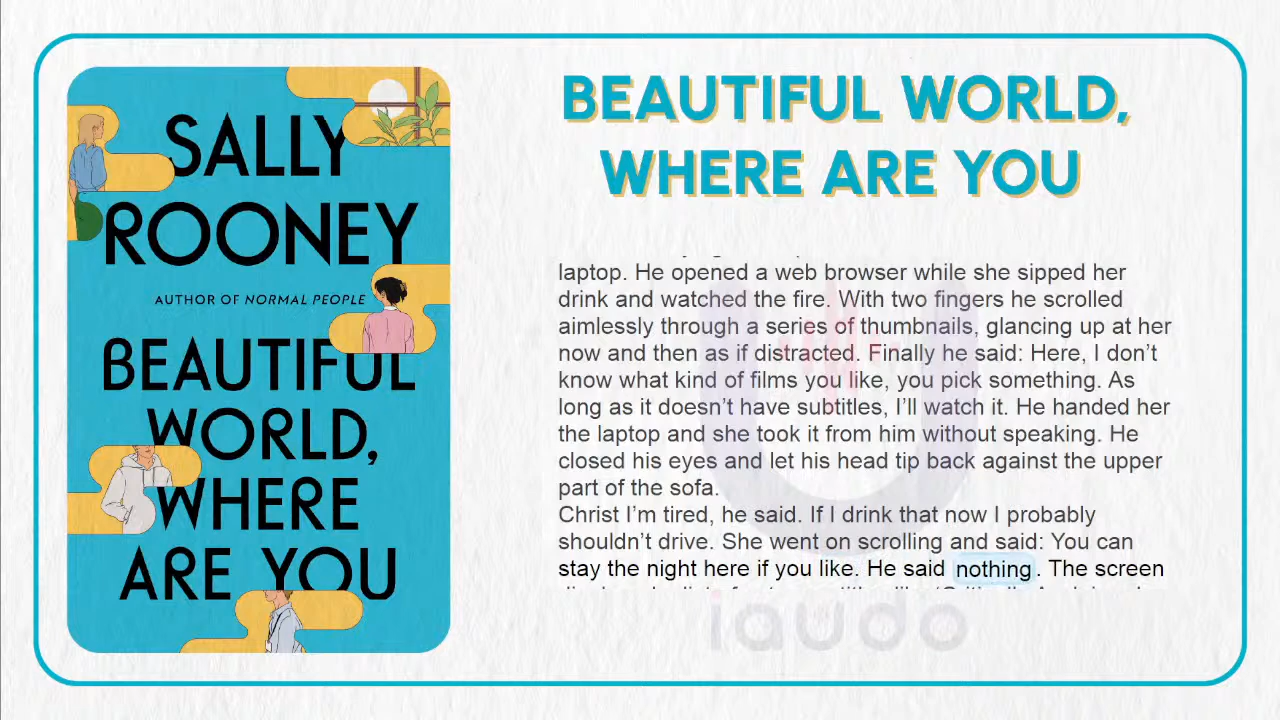 SALLY
ROONEY
AUTHOR OF NORMAL PEOPLE
BEAUTIFUL
WORLD,
WHERE
ARE YOU
BEAUTIFUL WORLD,
WHERE ARE YOU
laptop. He opened a web browser while she sipped her
drink and watched the fire. With two fingers he scrolled
aimlessly through a series of thumbnails, glancing up at her
now and then as if distracted. Finally he said: Here, I don’t
know what kind of films you like, you pick something. As
long as it doesn’t have subtitles, I’ll watch it. He handed her
the laptop and she took it from him without speaking. He
closed his eyes and let his head tip back against the upper
part of the sofa.
Christ I’m tired, he said. If I drink that now I probably
shouldn’t drive. She went on scrolling and said: You can
stay the night here if you like. He said nothing. The screen
iaudo